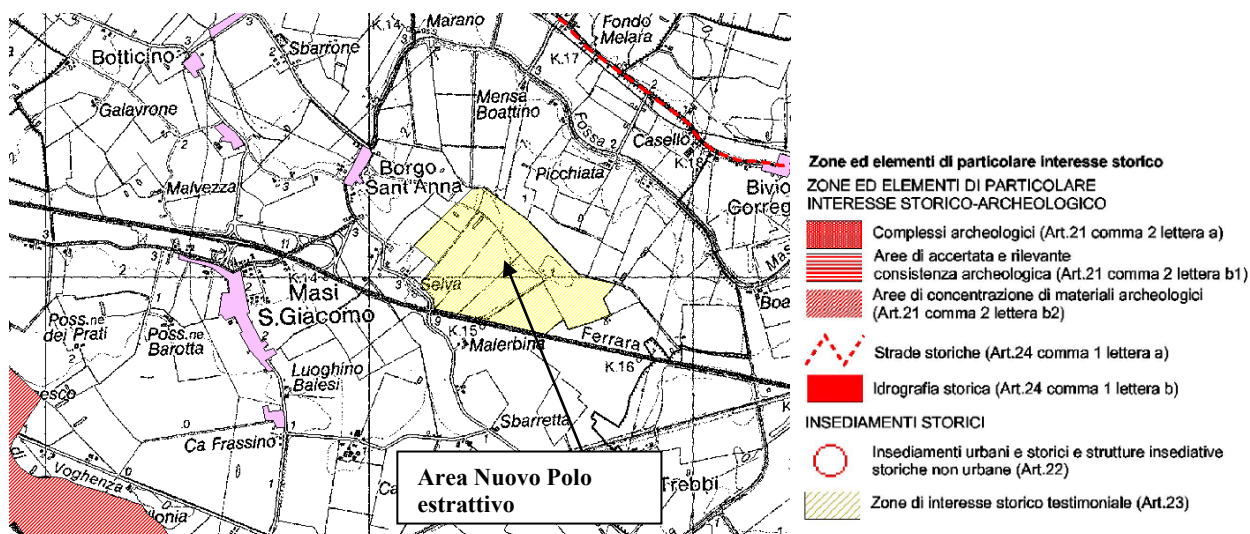 Botticino
Sbarrone
K.14
Marano
Fondo
Melara
K.17
Galavrone
Mensa
Boattino
Fossa
Casello
K.18
Malvezza
Borgo
Sant'Anna
Picchiata
Bivio
Masi
S.Giacomo
K.14
Selva
K.15
Malerbina
Ferrara
K.16
Poss.ne
dei Prati
Poss.ne
Barotta
Luoghino
Balesi
Sbarretta
Ca Frassino
Voghenza
Trebbi
Area Nuovo Polo
estrattivo
Zone ed elementi di particolare interesse storico
ZONE ED ELEMENTI DI PARTICOLARE
INTERESSE STORICO-ARCHEOLOGICO
Complessi archeologici (Art.21 comma 2 lettera a)
Aree di accertata e rilevante
consistenza archeologica (Art.21 comma 2 lettera b1)
Aree di concentrazione di materiali archeologici
(Art.21 comma 2 lettera b2)
Strade storiche (Art.24 comma 1 lettera a)
Idrografia storica (Art.24 comma 1 lettera b)
INSEDIAMENTI STORICI
Insediamenti urbani e storici e strutture insediative
storiche non urbane (Art.22)
Zone di interesse storico testimoniale (Art.23)